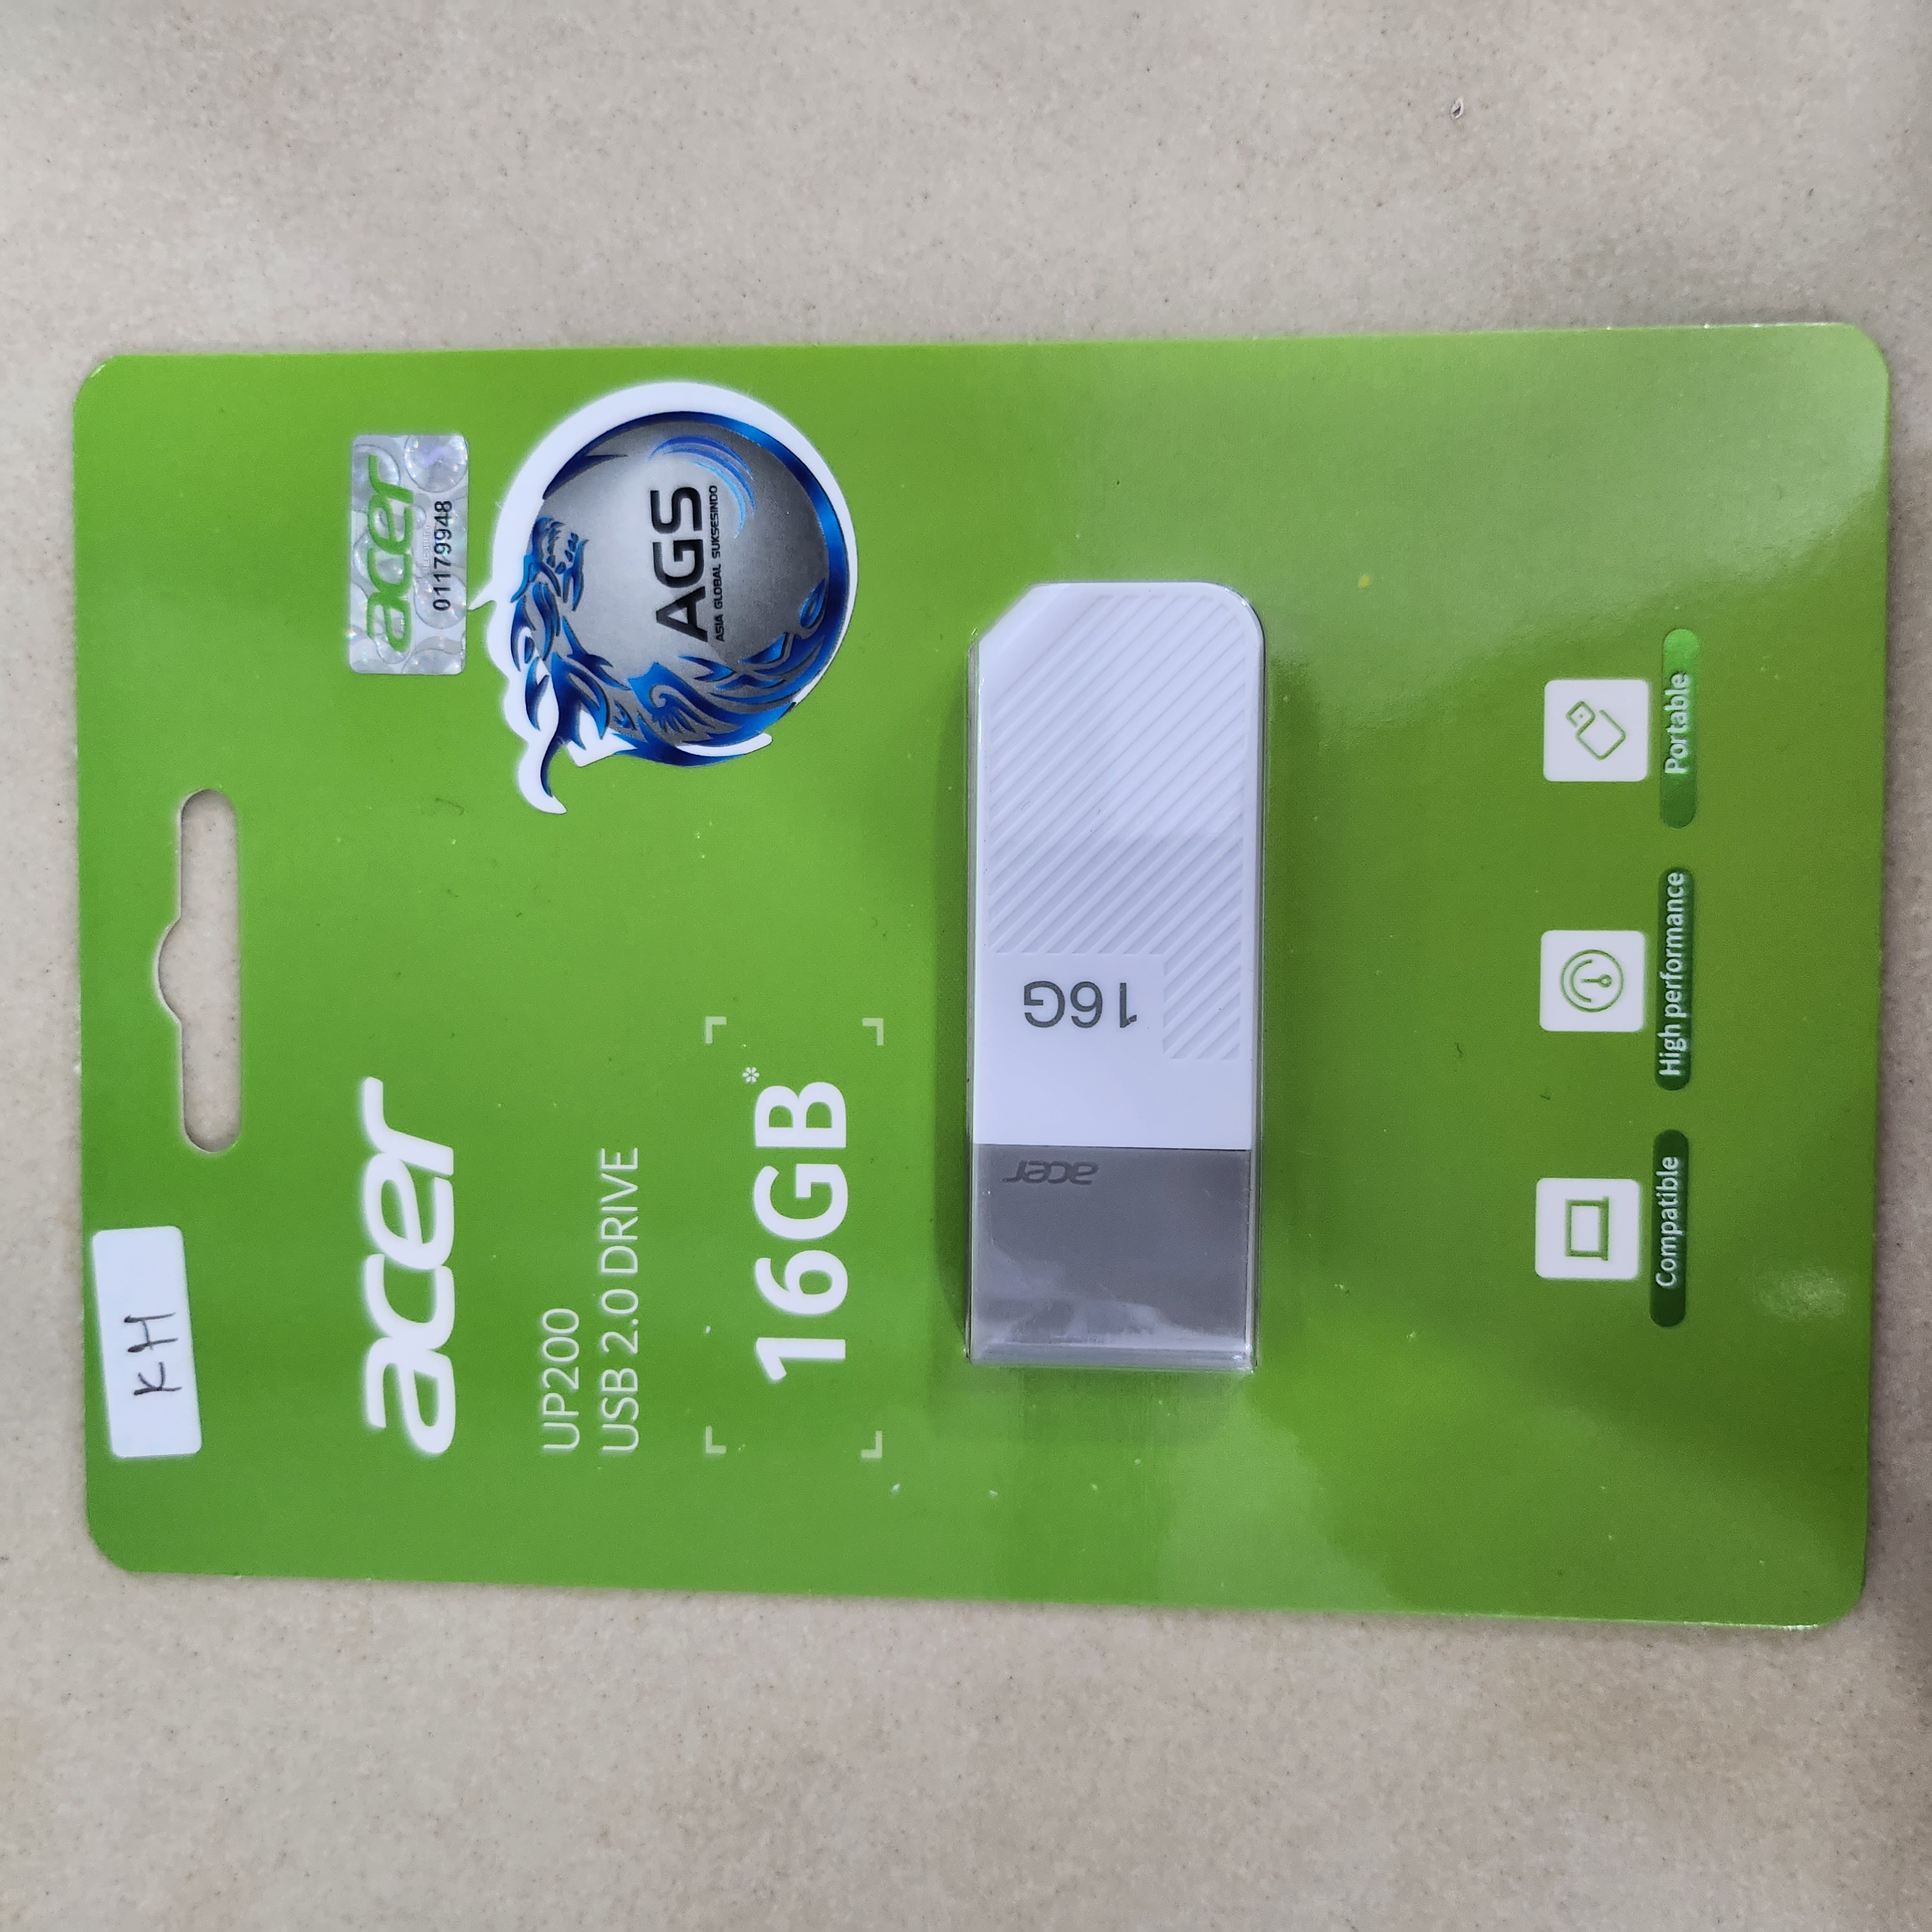 KH
acer
acer
01179948
UP200
USB 2.0 DRIVE
AGS
ASIA GLOBAL SUKSESINDO
16GB*
acer
16G
Compatible
High performance
Portable